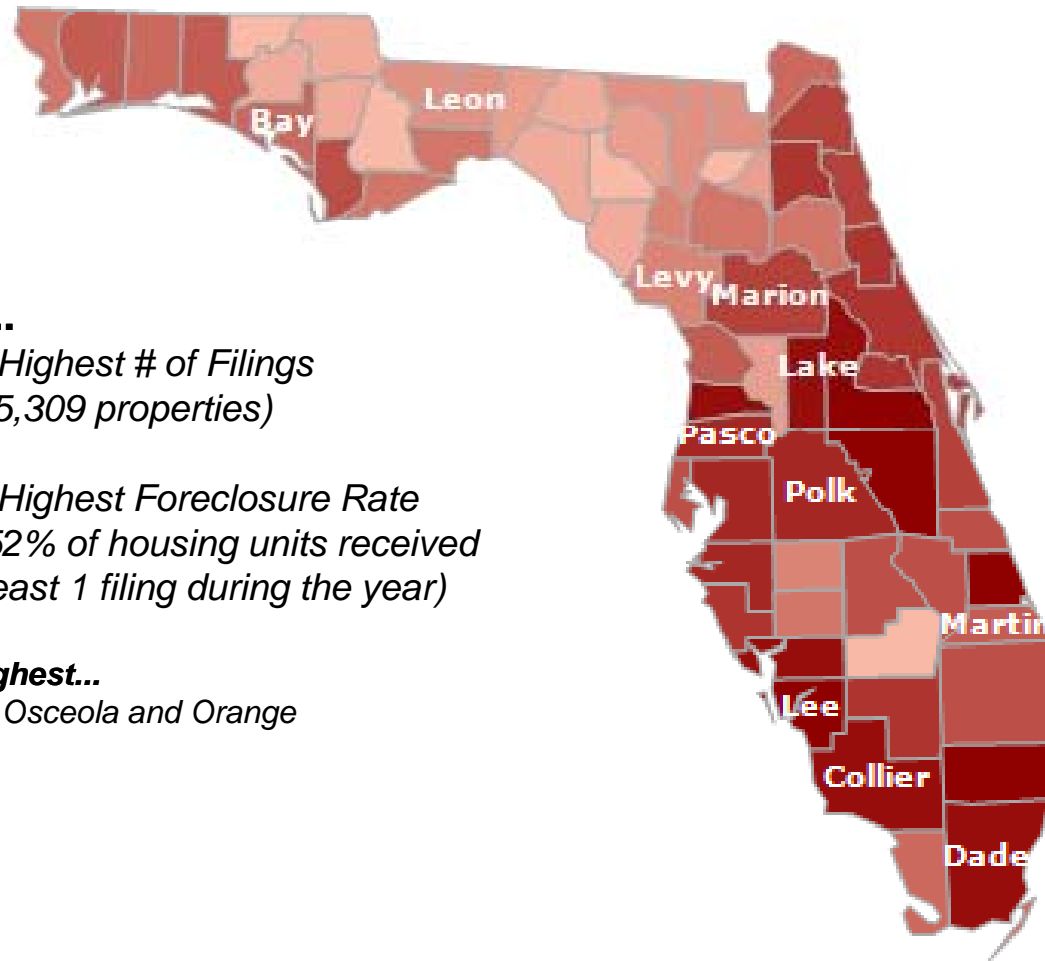 ..
Highest # of Filings
5,309 properties)
Highest Foreclosure Rate
52% of housing units received
east 1 filing during the year)
ghest...
Osceola and Orange
Leon
Bay
Levy
Marion
Lake
Pasco
Polk
Martin
Lee
Collier
Dade